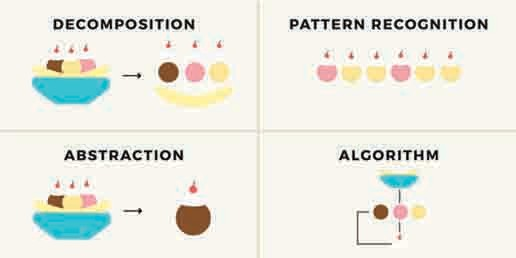 DECOMPOSITION
PATTERN RECOGNITION
ABSTRACTION
ALGORITHM